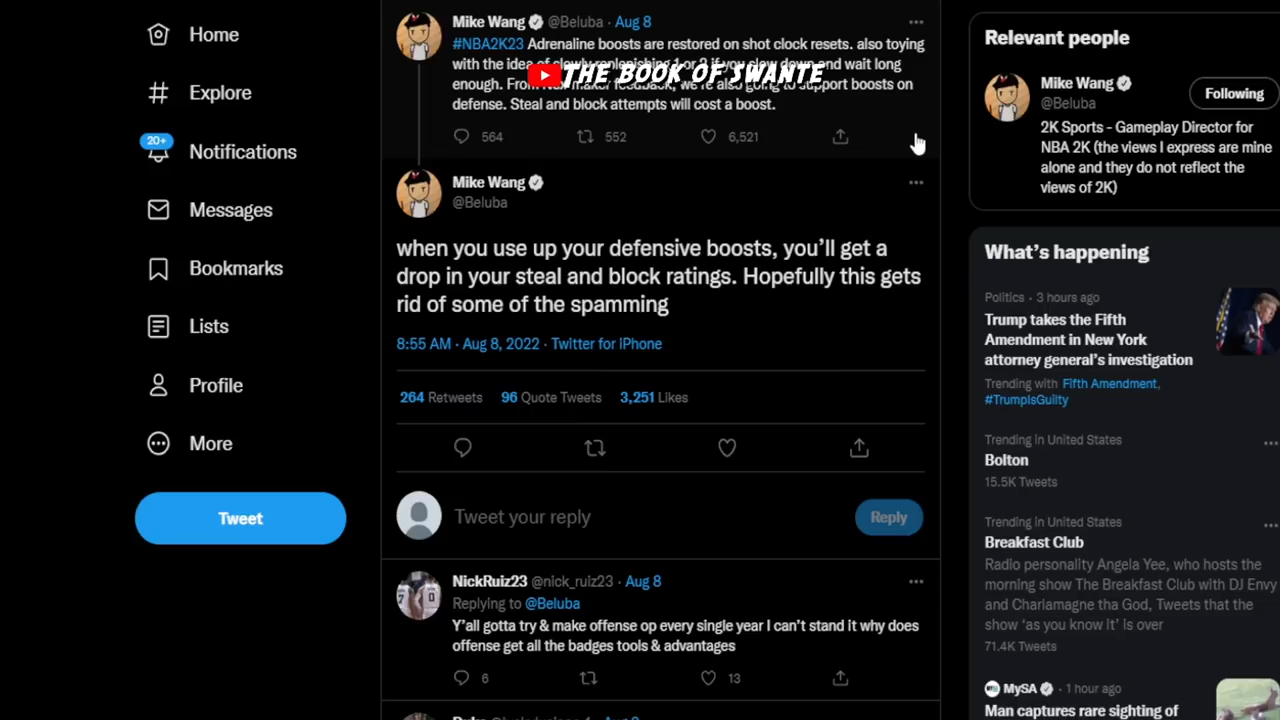 Home
Explore
20+
Notifications
Messages
Bookmarks
Lists
Profile
More
Tweet
Mike Wang @Beluba · Aug 8
#NBA2K23 Adrenaline boosts are restored on shot clock resets. also toying
with the idea of slowly replenishing 1 or 2 if you slow down and wait long
enough. From maker feedback, we're also going to support boosts on
defense. Steal and block attempts will cost a boost.
THE BOOK OF SWANTE
564 552 6,521
Mike Wang
@Beluba
when you use up your defensive boosts, you'll get a
drop in your steal and block ratings. Hopefully this gets
rid of some of the spamming
8:55 AM · Aug 8, 2022 · Twitter for iPhone
264 Retweets 96 Quote Tweets 3,251 Likes
Tweet your reply
Reply
NickRuiz23 @nick_ruiz23 · Aug 8
Replying to @Beluba
Y'all gotta try & make offense op every single year I can't stand it why does
offense get all the badges tools & advantages
6 13
Aug 8
Relevant people
Mike Wang
@Beluba
Following
2K Sports - Gameplay Director for
NBA 2K (the views I express are mine
alone and they do not reflect the
views of 2K)
What's happening
Politics · 3 hours ago
Trump takes the Fifth
Amendment in New York
attorney general's investigation
Trending with Fifth Amendment,
#TrumpIsGuilty
Trending in United States
Bolton
15.5K Tweets
Trending in United States
Breakfast Club
Radio personality Angela Yee, who hosts the
morning show The Breakfast Club with DJ Envy
and Charlamagne tha God, Tweets that the
show 'as you know it' is over
71.4K Tweets
MySA · 1 hour ago
Man captures rare sighting of